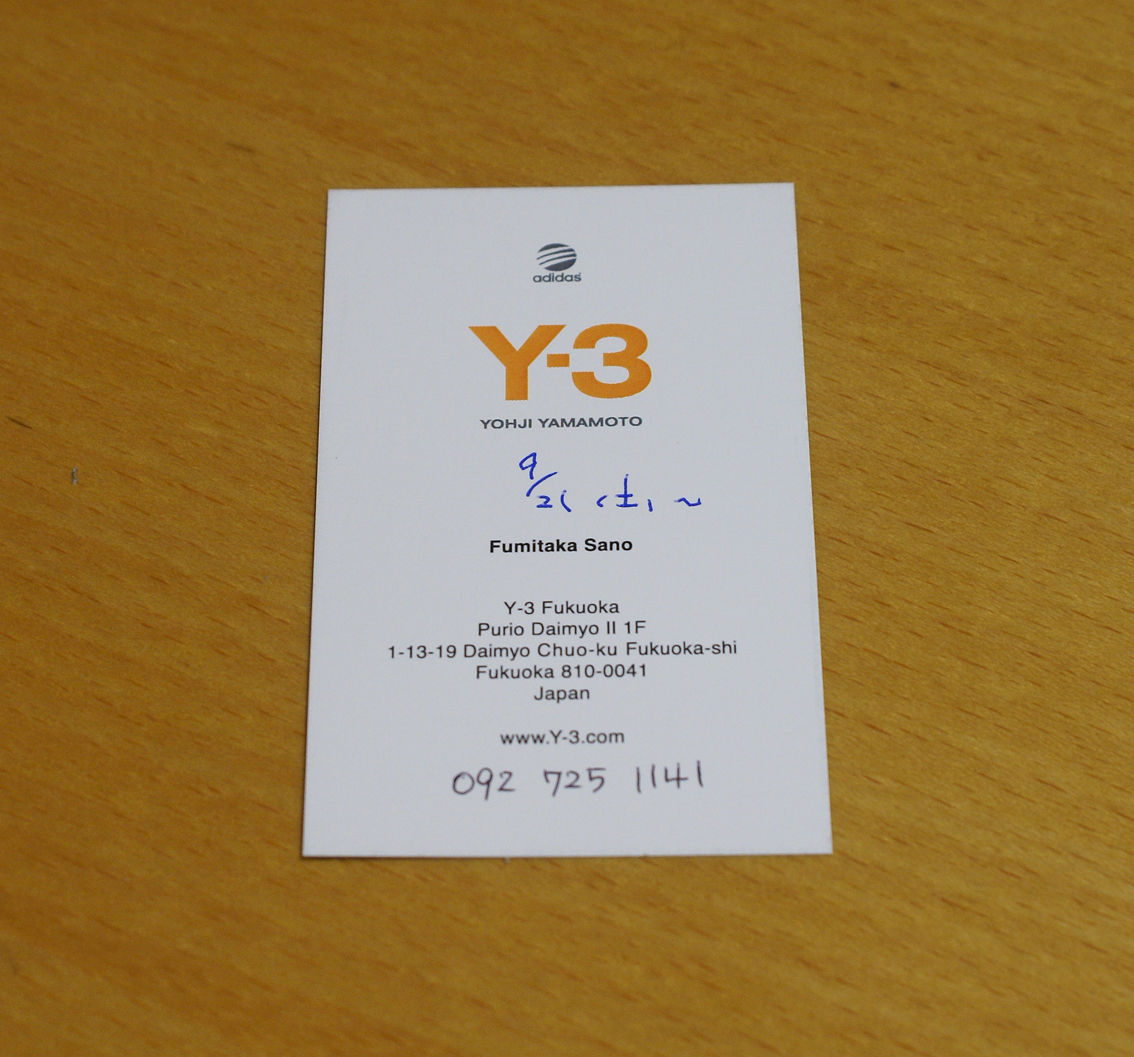 adidas
Y-3
YOHJI YAMAMOTO
9/21 (土) ~
Fumitaka Sano
Y-3 Fukuoka
Purio Daimyo II 1F
1-13-19 Daimyo Chuo-ku Fukuoka-shi
Fukuoka 810-0041
Japan
www.Y-3.com
092 725 1141